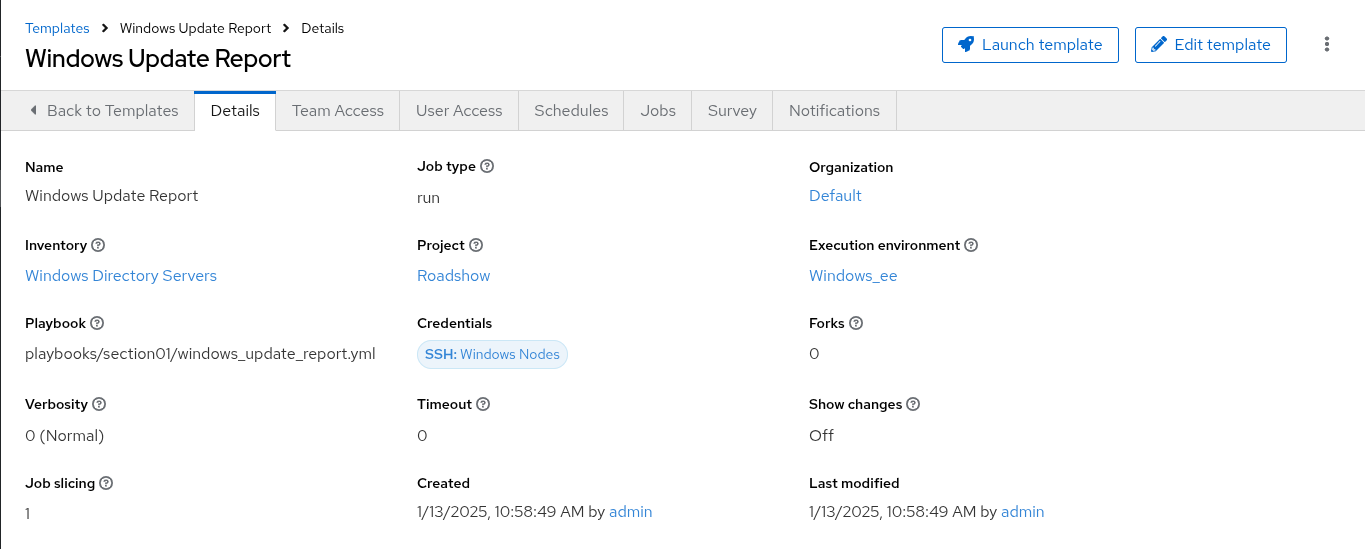 Templates > Windows Update Report > Details
Windows Update Report
Launch template
Edit template
Back to Templates Details Team Access User Access Schedules Jobs Survey Notifications
Name Job type Organization
Windows Update Report run Default
Inventory Project Execution environment
Windows Directory Servers Roadshow Windows_ee
Playbook Credentials Forks
playbooks/section01/windows_update_report.yml SSH: Windows Nodes 0
Verbosity Timeout Show changes
0 (Normal) 0 Off
Job slicing Created Last modified
1 1/13/2025, 10:58:49 AM by admin 1/13/2025, 10:58:49 AM by admin